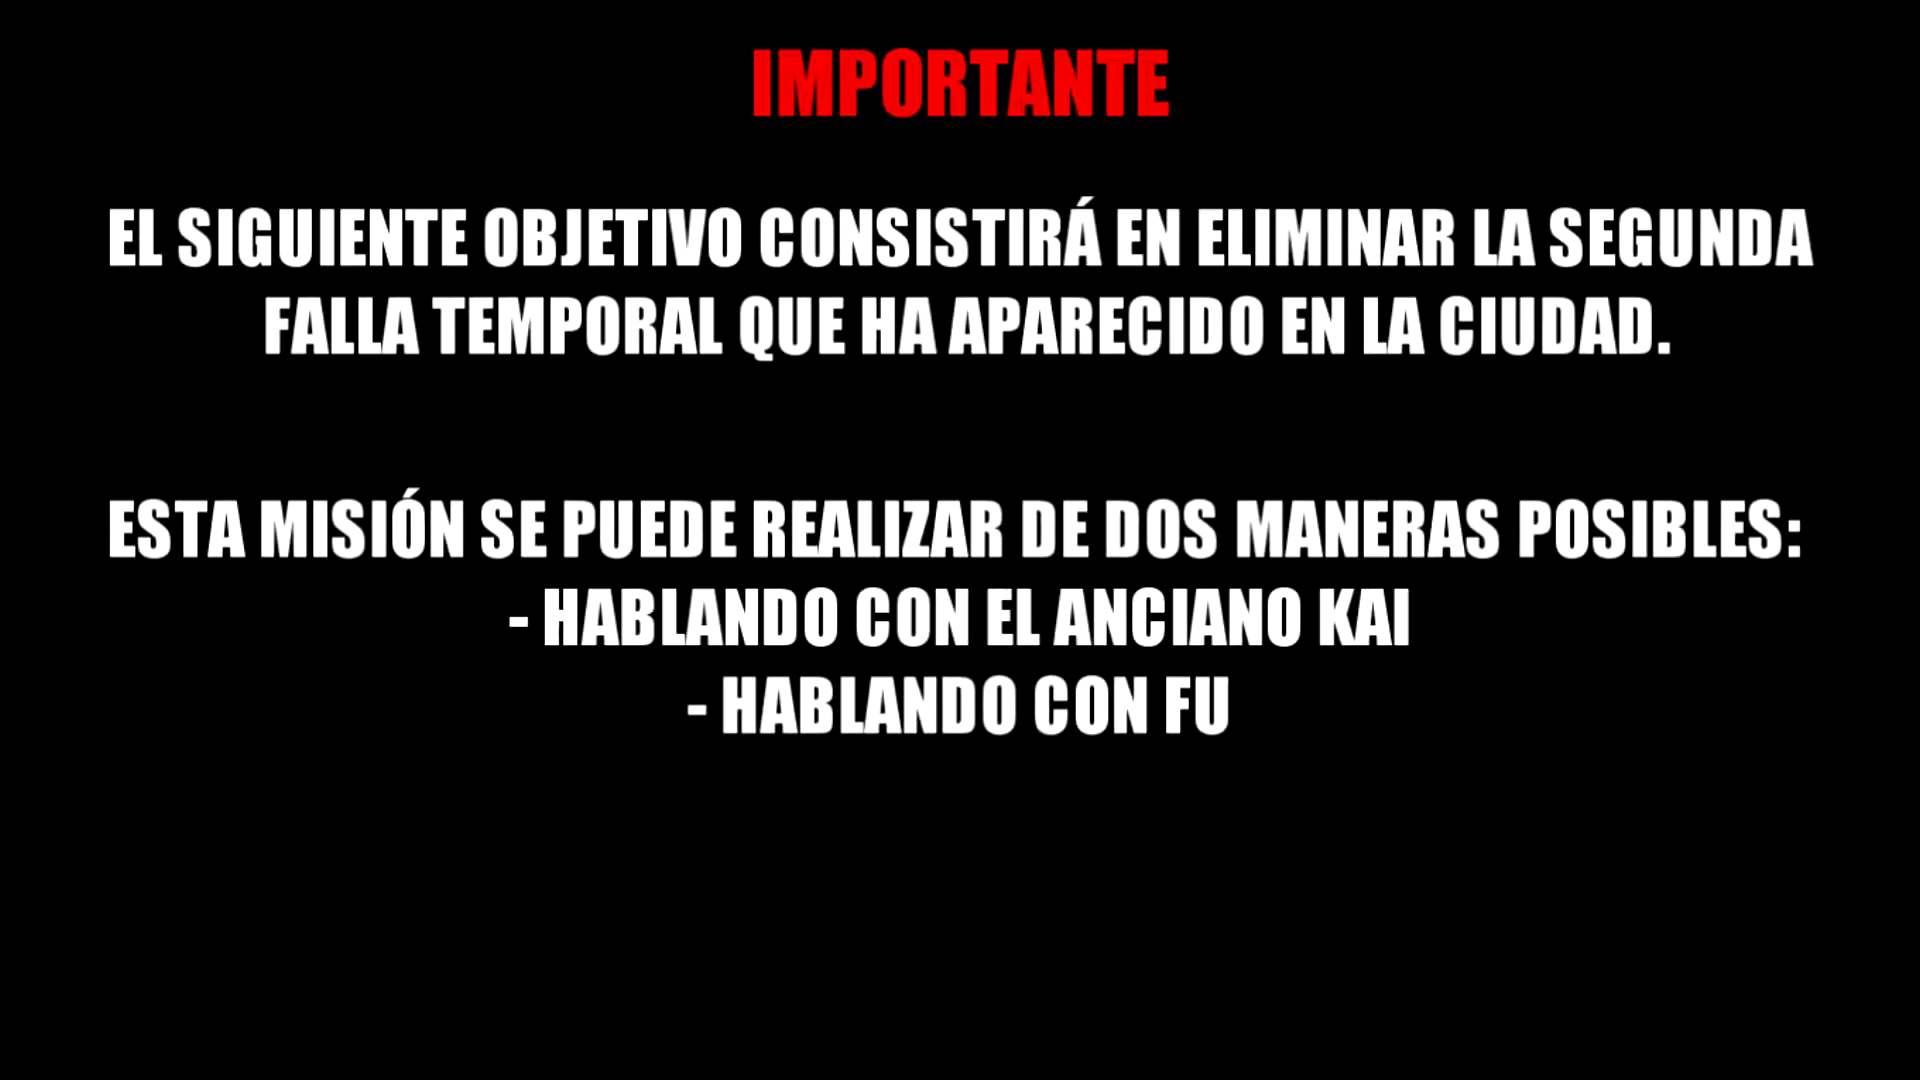 IMPORTANTE
EL SIGUIENTE OBJETIVO CONSISTIRÁ EN ELIMINAR LA SEGUNDA
FALLA TEMPORAL QUE HA APARECIDO EN LA CIUDAD.
ESTA MISIÓN SE PUEDE REALIZAR DE DOS MANERAS POSIBLES:
- HABLANDO CON EL ANCIANO KAI
- HABLANDO CON FU